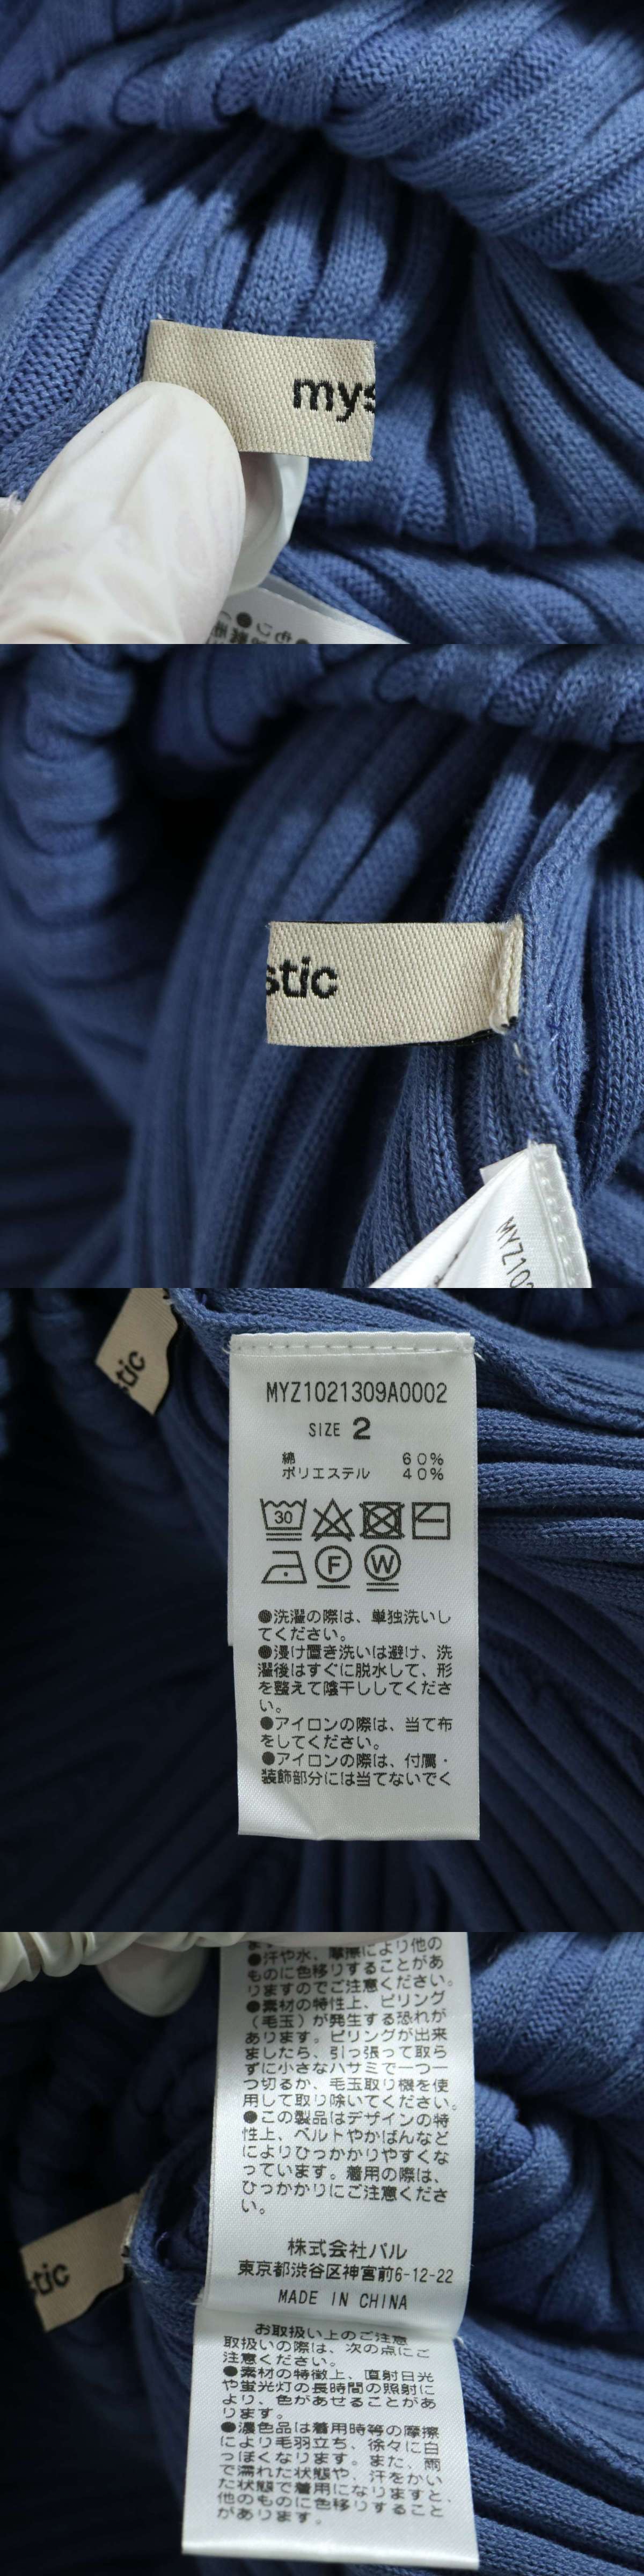 mys
stic
MYZ10
tic
MYZ1021309A0002
SIZE 2
綿 60%
ポリエステル 40%
30
F W
●洗濯の際は、単独洗いし
てください。
●浸け置き洗いは避け、洗
濯後はすぐに脱水して、形
を整えて陰干ししてくださ
い。
●アイロンの際は、当て布
をしてください。
●アイロンの際は、付属・
装飾部分には当てないでく
●汗や水、摩擦により他の
ものに色移りすることがあ
りますのでご注意ください。
●素材の特性上、ピリング
(毛玉)が発生する恐れが
あります。ピリングが出来
ましたら、引っ張って取ら
ずに小さなハサミで一つ一
つ切るか、毛玉取り機を使
用して取り除いてください。
●この製品はデザインの特
性上、ベルトやかばんなど
によりひっかかりやすくな
っています。着用の際は、
ひっかかりにご注意くださ
い。
株式会社パル
東京都渋谷区神宮前6-12-22
MADE IN CHINA
tic
お取扱い上のご注意
取扱いの際は、次の点にご
注意ください。
●素材の特徴上、直射日光
や蛍光灯の長時間の照射に
より、色があせることがあ
ります。
●濃色品は着用時等の摩擦
により毛羽立ち、徐々に白
っぽくなります。また、雨
で濡れた状態や、汗をかい
た状態で着用になりますと、
他のものに色移りすること
があります。